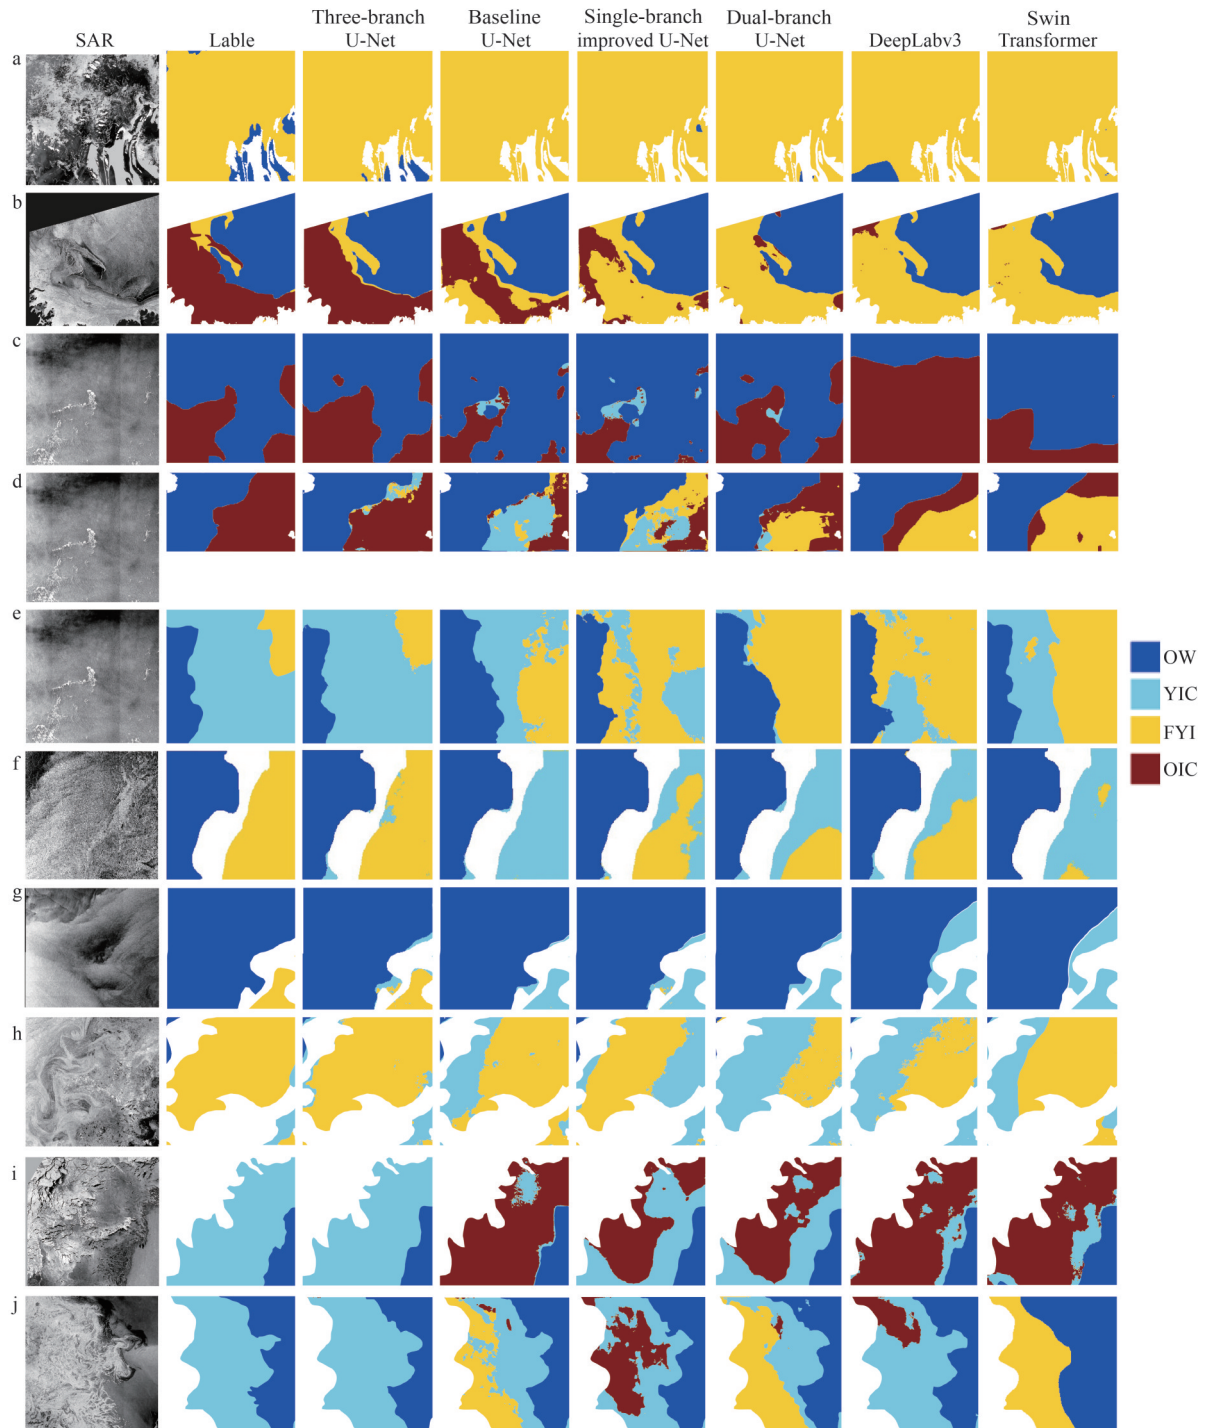 Three-branch Baseline Single-branch Dual-branch Swin
SAR Lable U-Net U-Net improved U-Net U-Net DeepLabv3 Transformer
a
b
c
d
e
OW
YIC
f
FYI
OIC
g
h
i
j